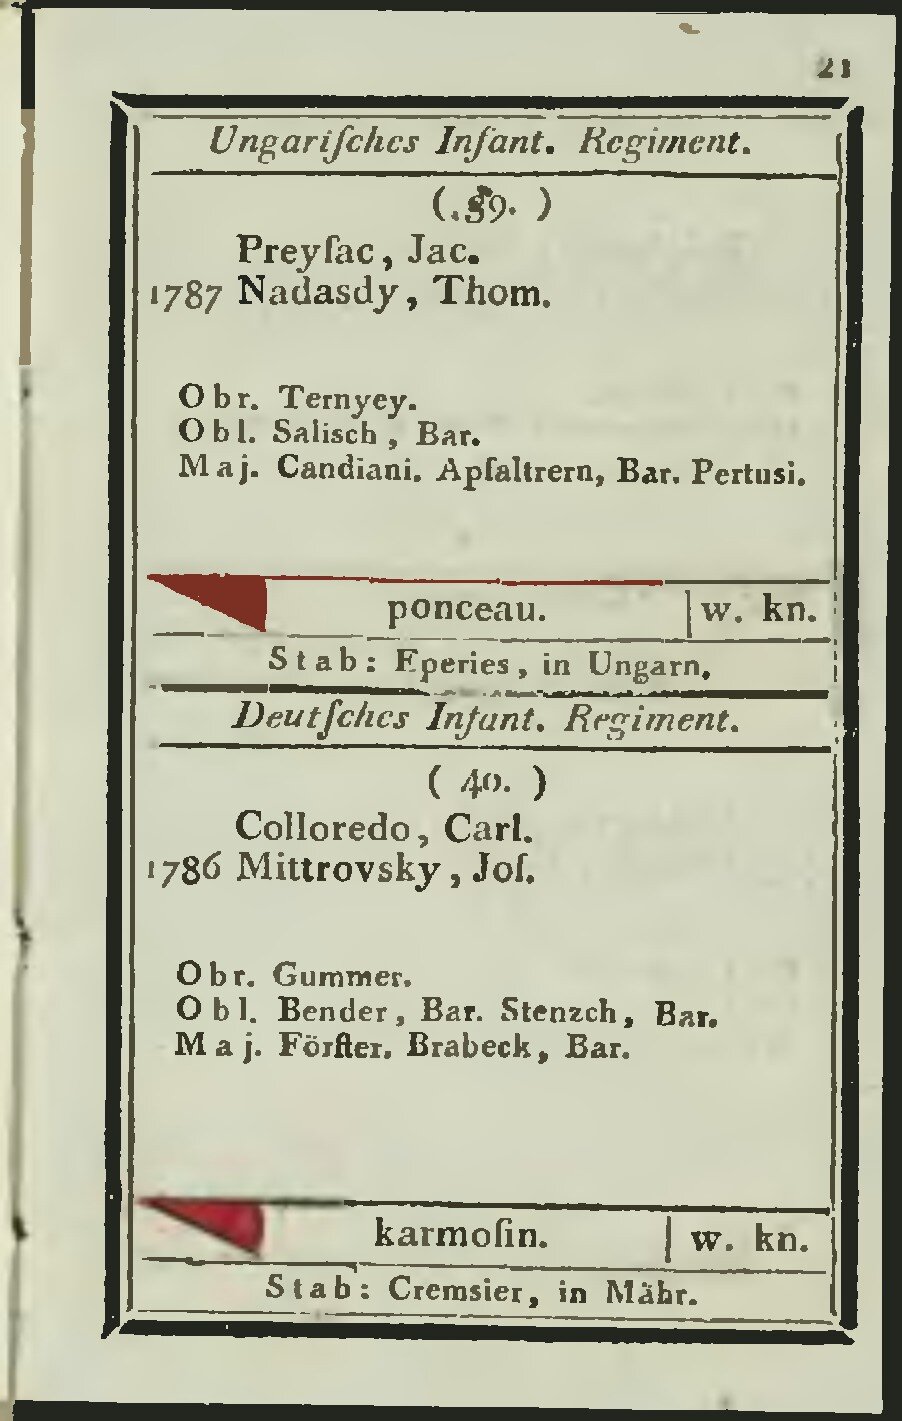 21
Ungariſches Infant. Regiment.
(. 39. )
Preyſac, Jac.
1787 Nadasdy, Thom.
Obr. Ternyey.
Obl. Salisch, Bar.
Maj. Candiani. Apſaltrern, Bar. Pertusi.
ponceau. | w. kn.
Stab: Eperies, in Ungarn.
Deutſches Infant. Regiment.
( 40. )
Colloredo, Carl.
1786 Mittrovsky, Joſ.
Obr. Gummer.
Obl. Bender, Bar. Stenzch, Bar.
Maj. Förſter. Brabeck, Bar.
karmoſin. | w. kn.
Stab: Cremsier, in Mähr.